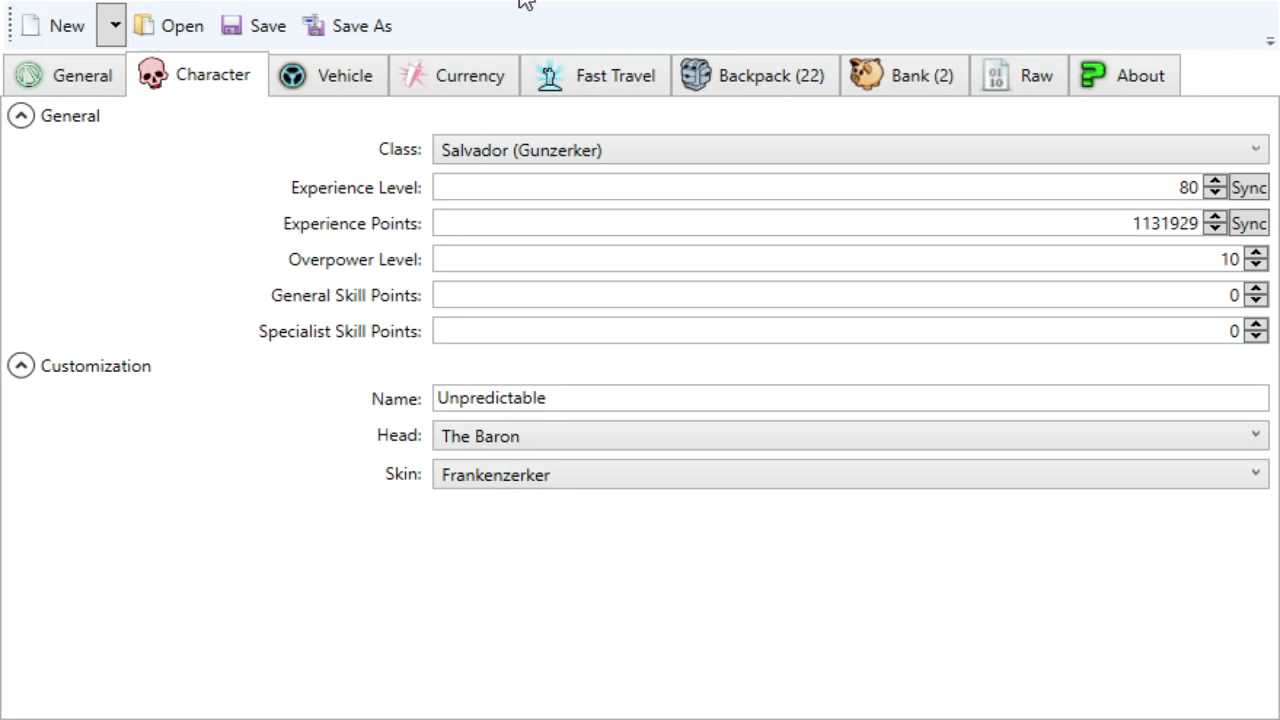 New Open Save Save As
General Character Vehicle Currency Fast Travel Backpack (22) Bank (2) Raw About
General
Class: Salvador (Gunzerker)
Experience Level: 80 Sync
Experience Points: 1131929 Sync
Overpower Level: 10
General Skill Points: 0
Specialist Skill Points: 0
Customization
Name: Unpredictable
Head: The Baron
Skin: Frankenzerker